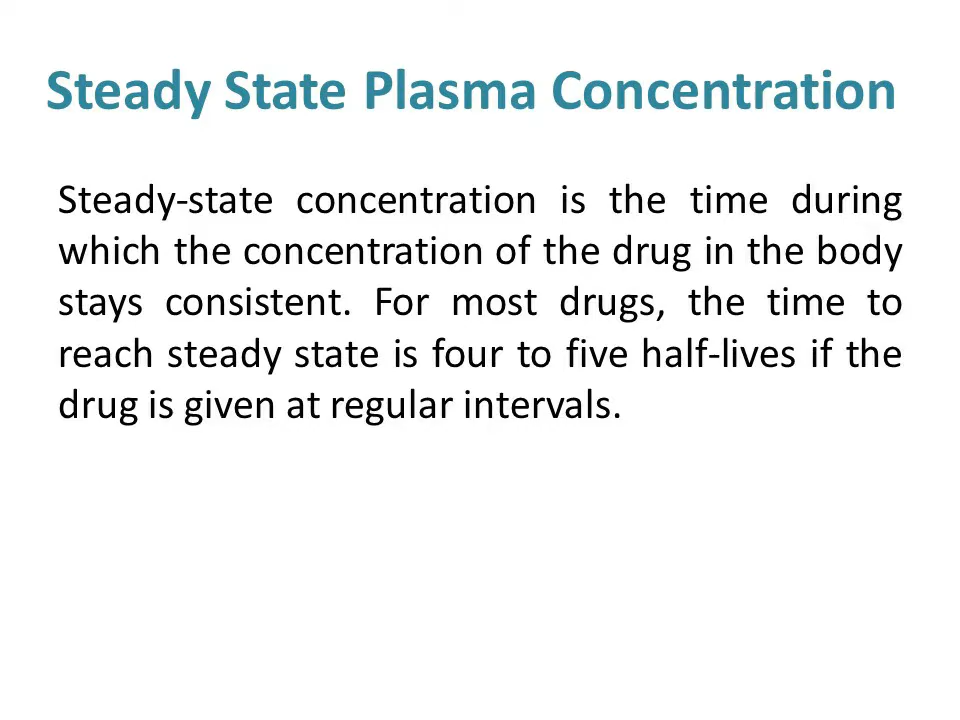 Steady State Plasma Concentration
Steady-state concentration is the time during
which the concentration of the drug in the body
stays consistent. For most drugs, the time to
reach steady state is four to five half-lives if the
drug is given at regular intervals.